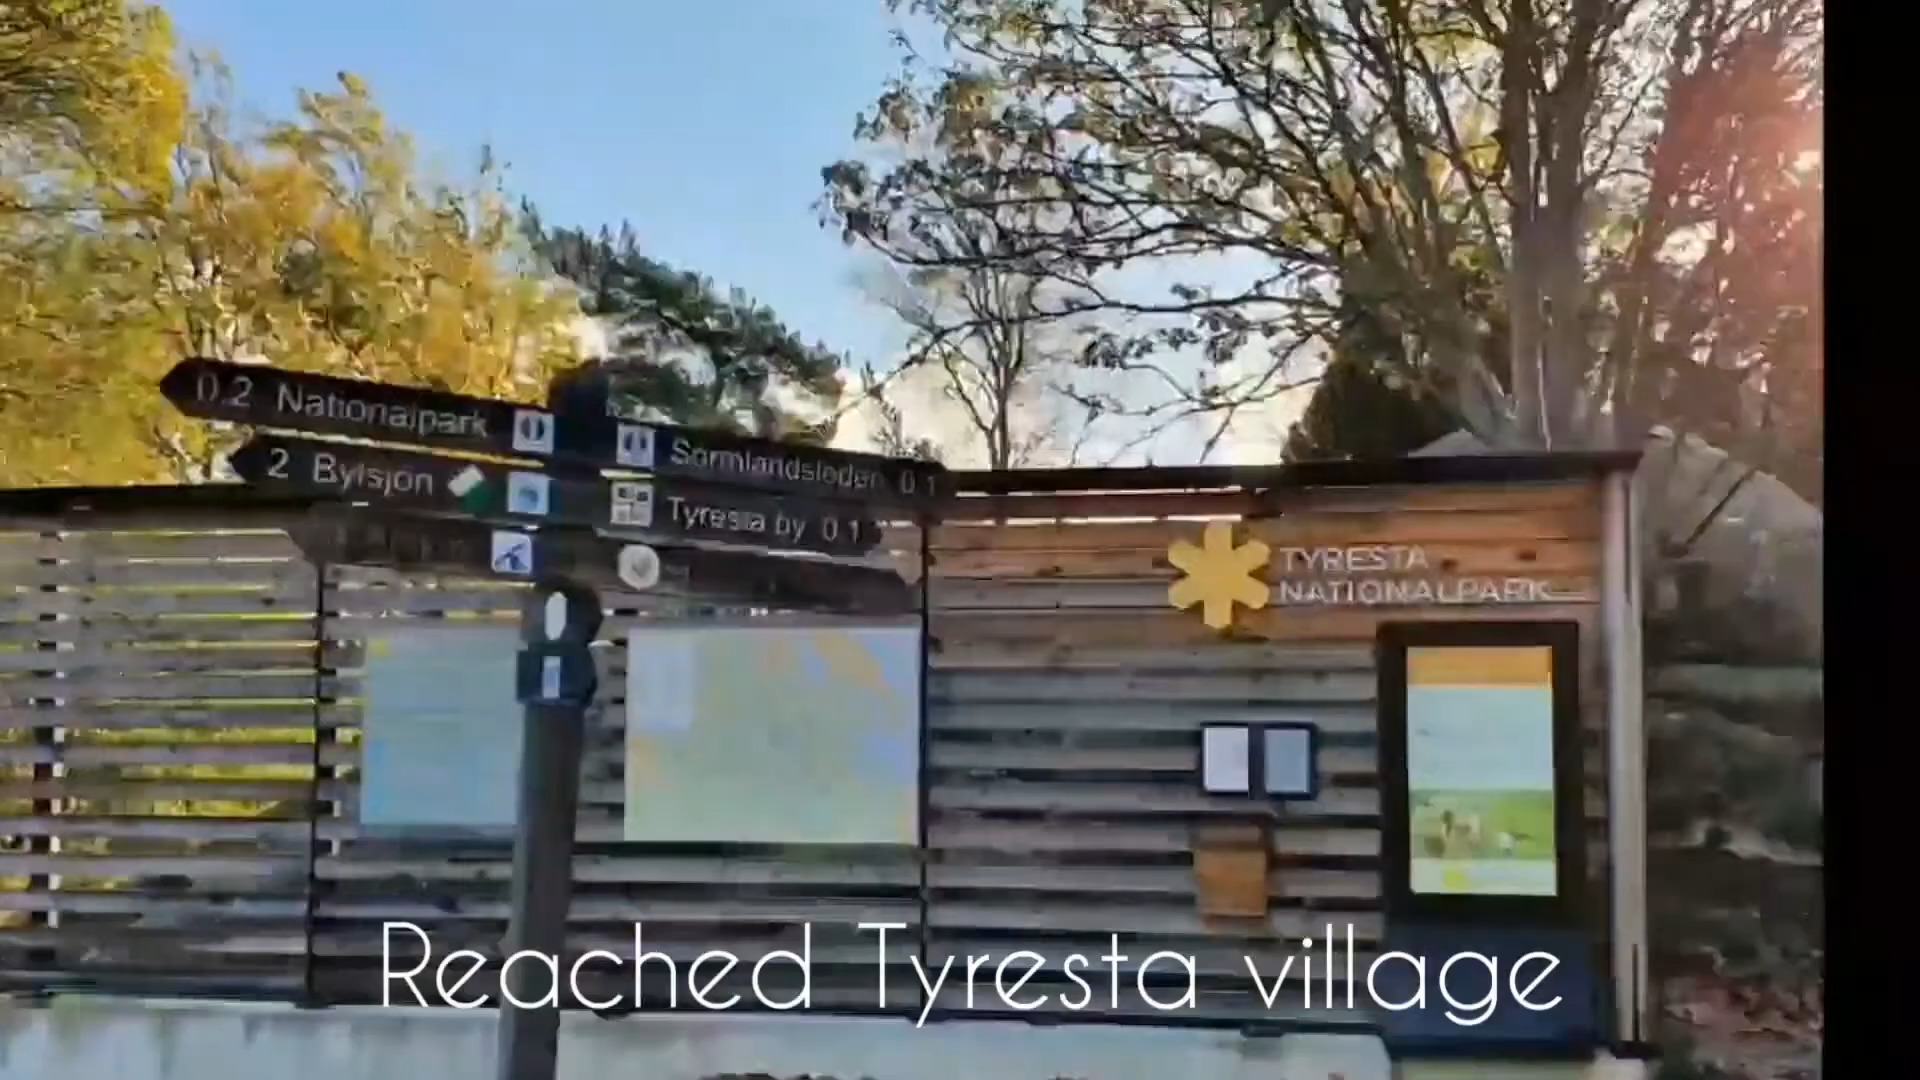 0.2 Nationalpark
Sörmlandsleden 0.1
2 Bylsjön
Tyresta by 0.1
TYRESTA
NATIONALPARK
Reached Tyresta village